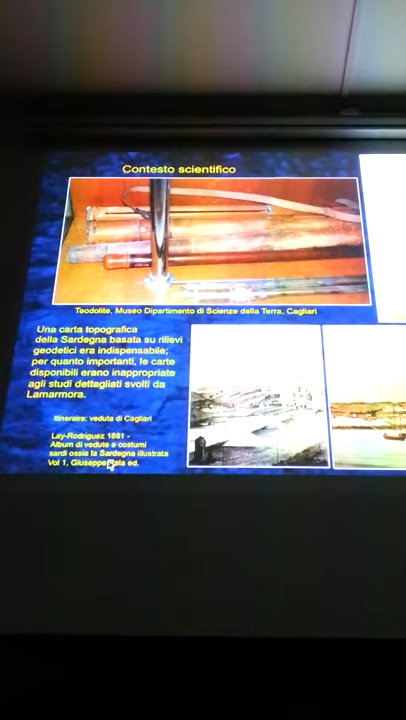 Contesto scientifico
Teodolite, Museo Dipartimento di Scienze della Terra, Cagliari
Una carta topografica
della Sardegna basata su rilievi
geodetici era indispensabile;
per quanto importanti, le carte
disponibili erano inappropriate
agli studi dettagliati svolti da
Lamarmora.
Itineraire: veduta di Cagliari
Lay-Rodriguez 1881 -
Album di vedute e costumi
sardi ossia la Sardegna illustrata
Vol 1, Giuseppe ed.